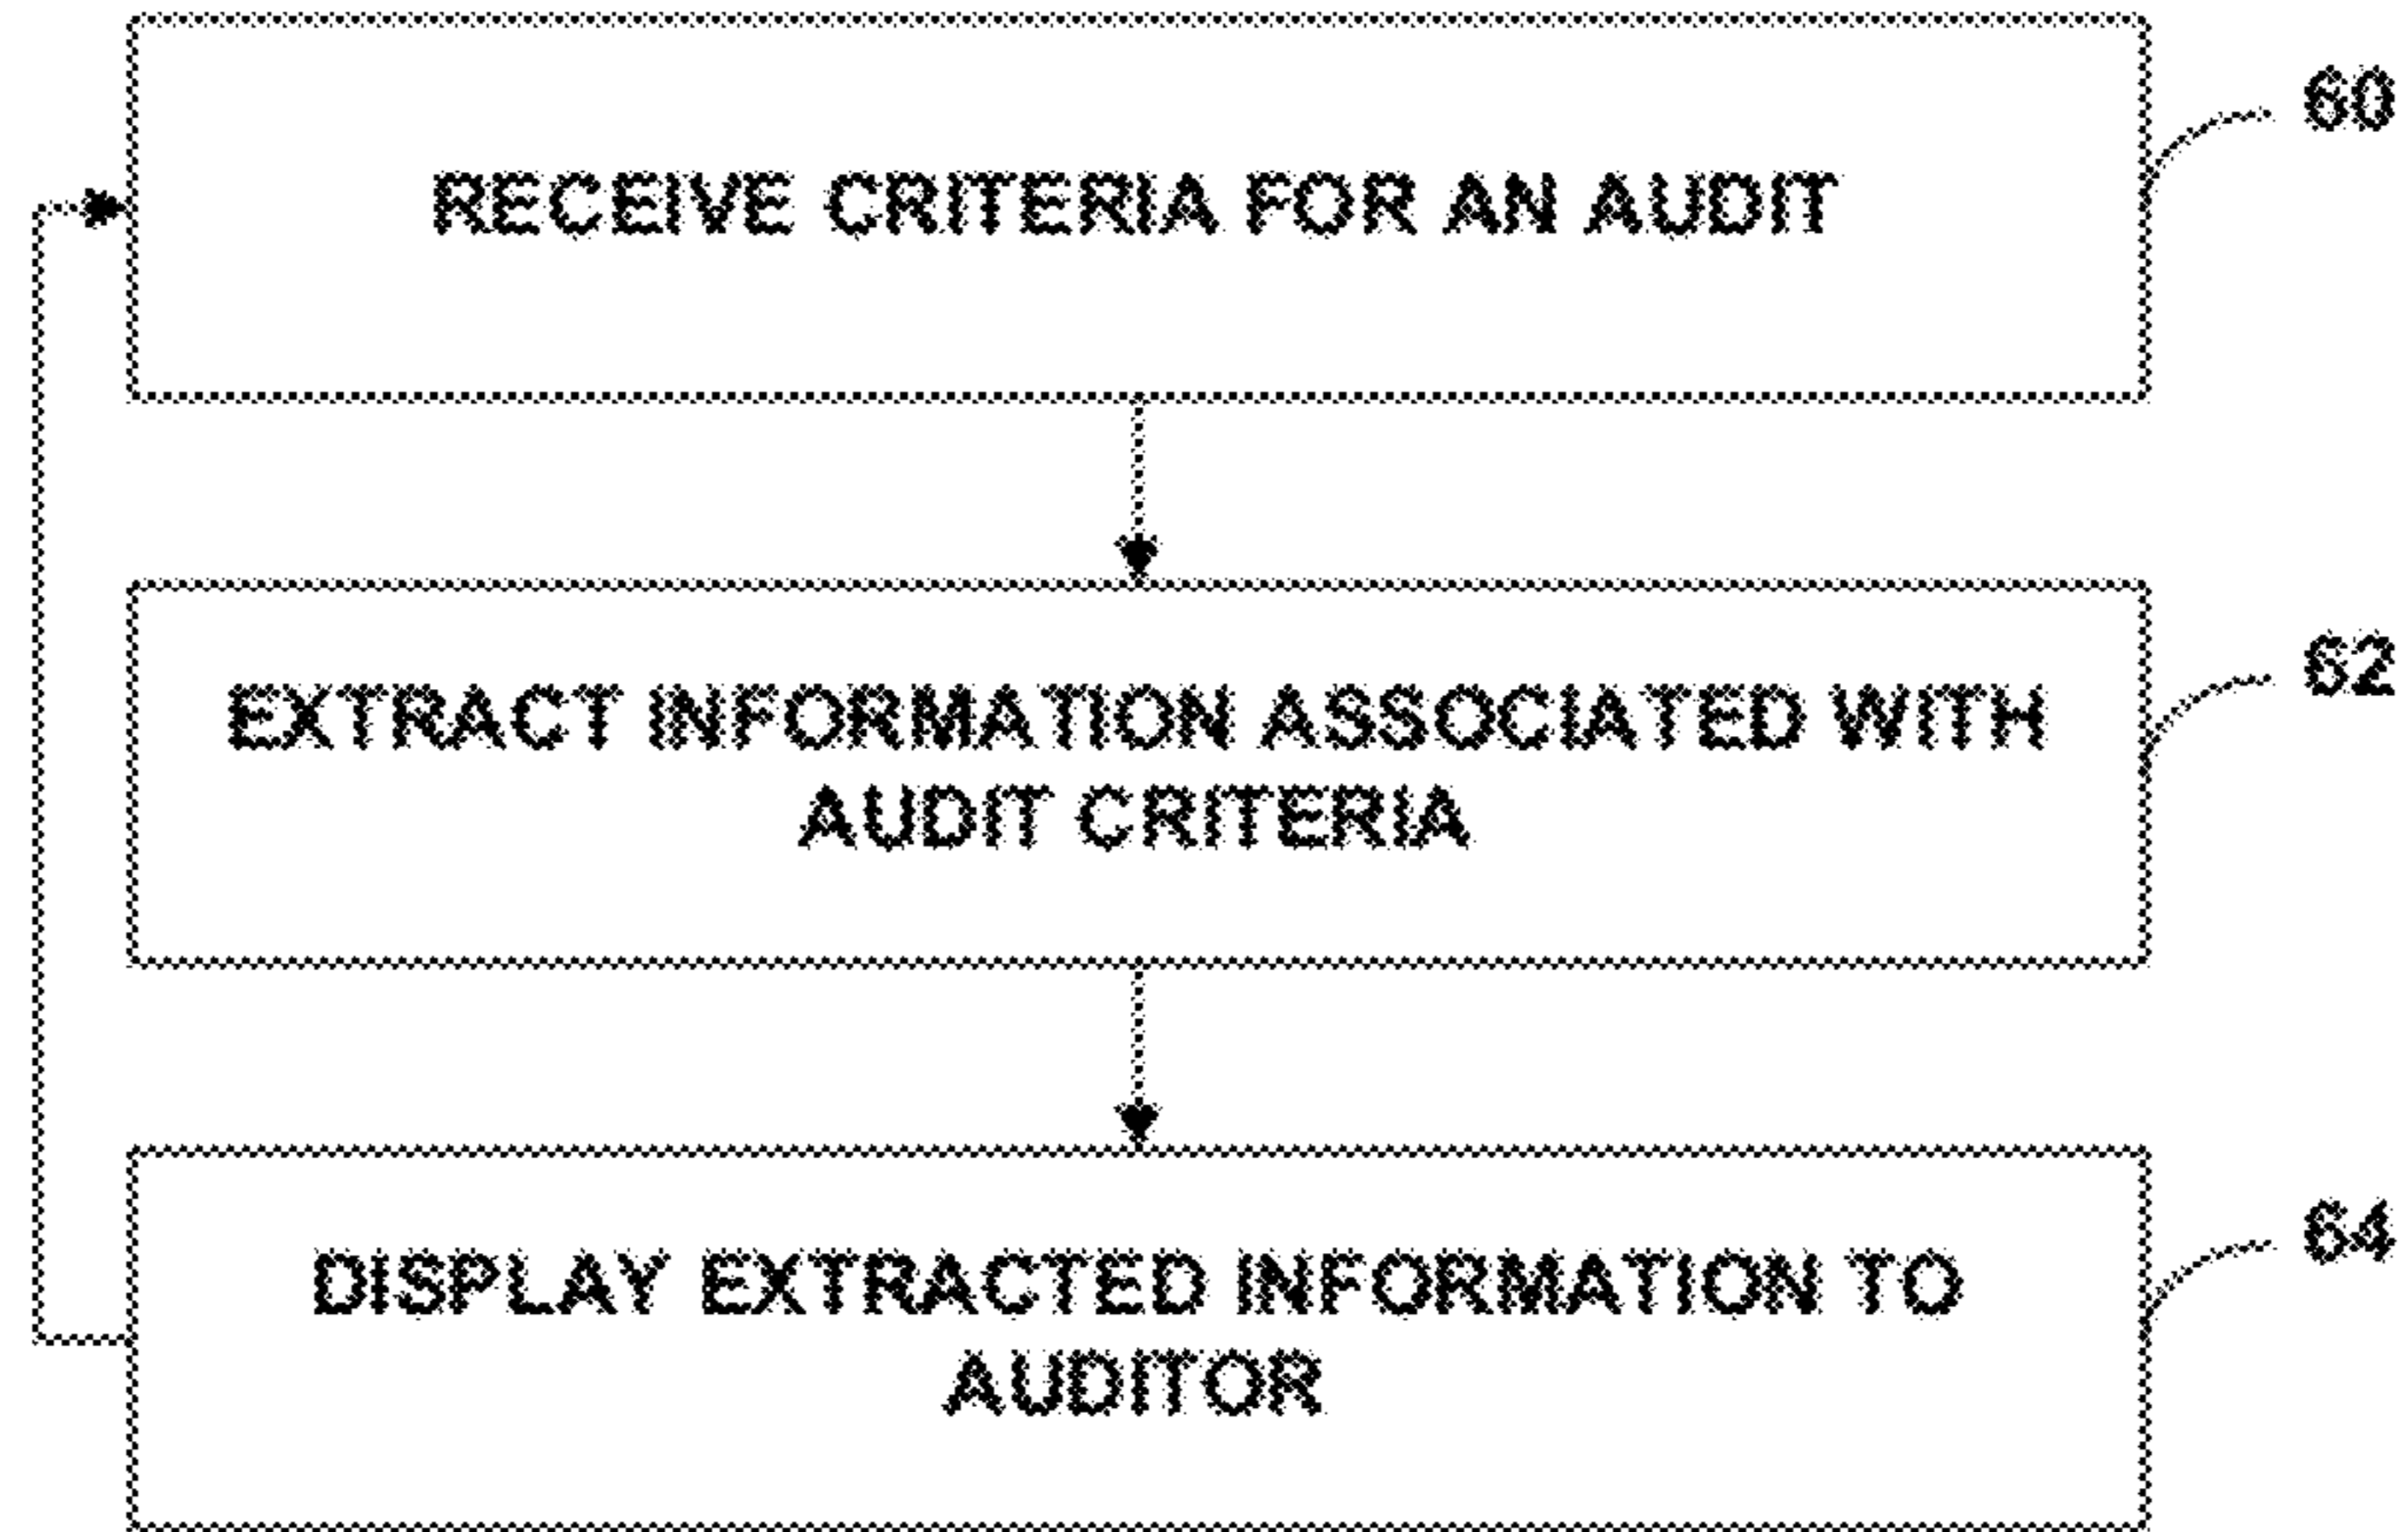 60
RECEIVE CRITERIA FOR AN AUDIT
62
EXTRACT INFORMATION ASSOCIATED WITH
AUDIT CRITERIA
64
DISPLAY EXTRACTED INFORMATION TO
AUDITOR